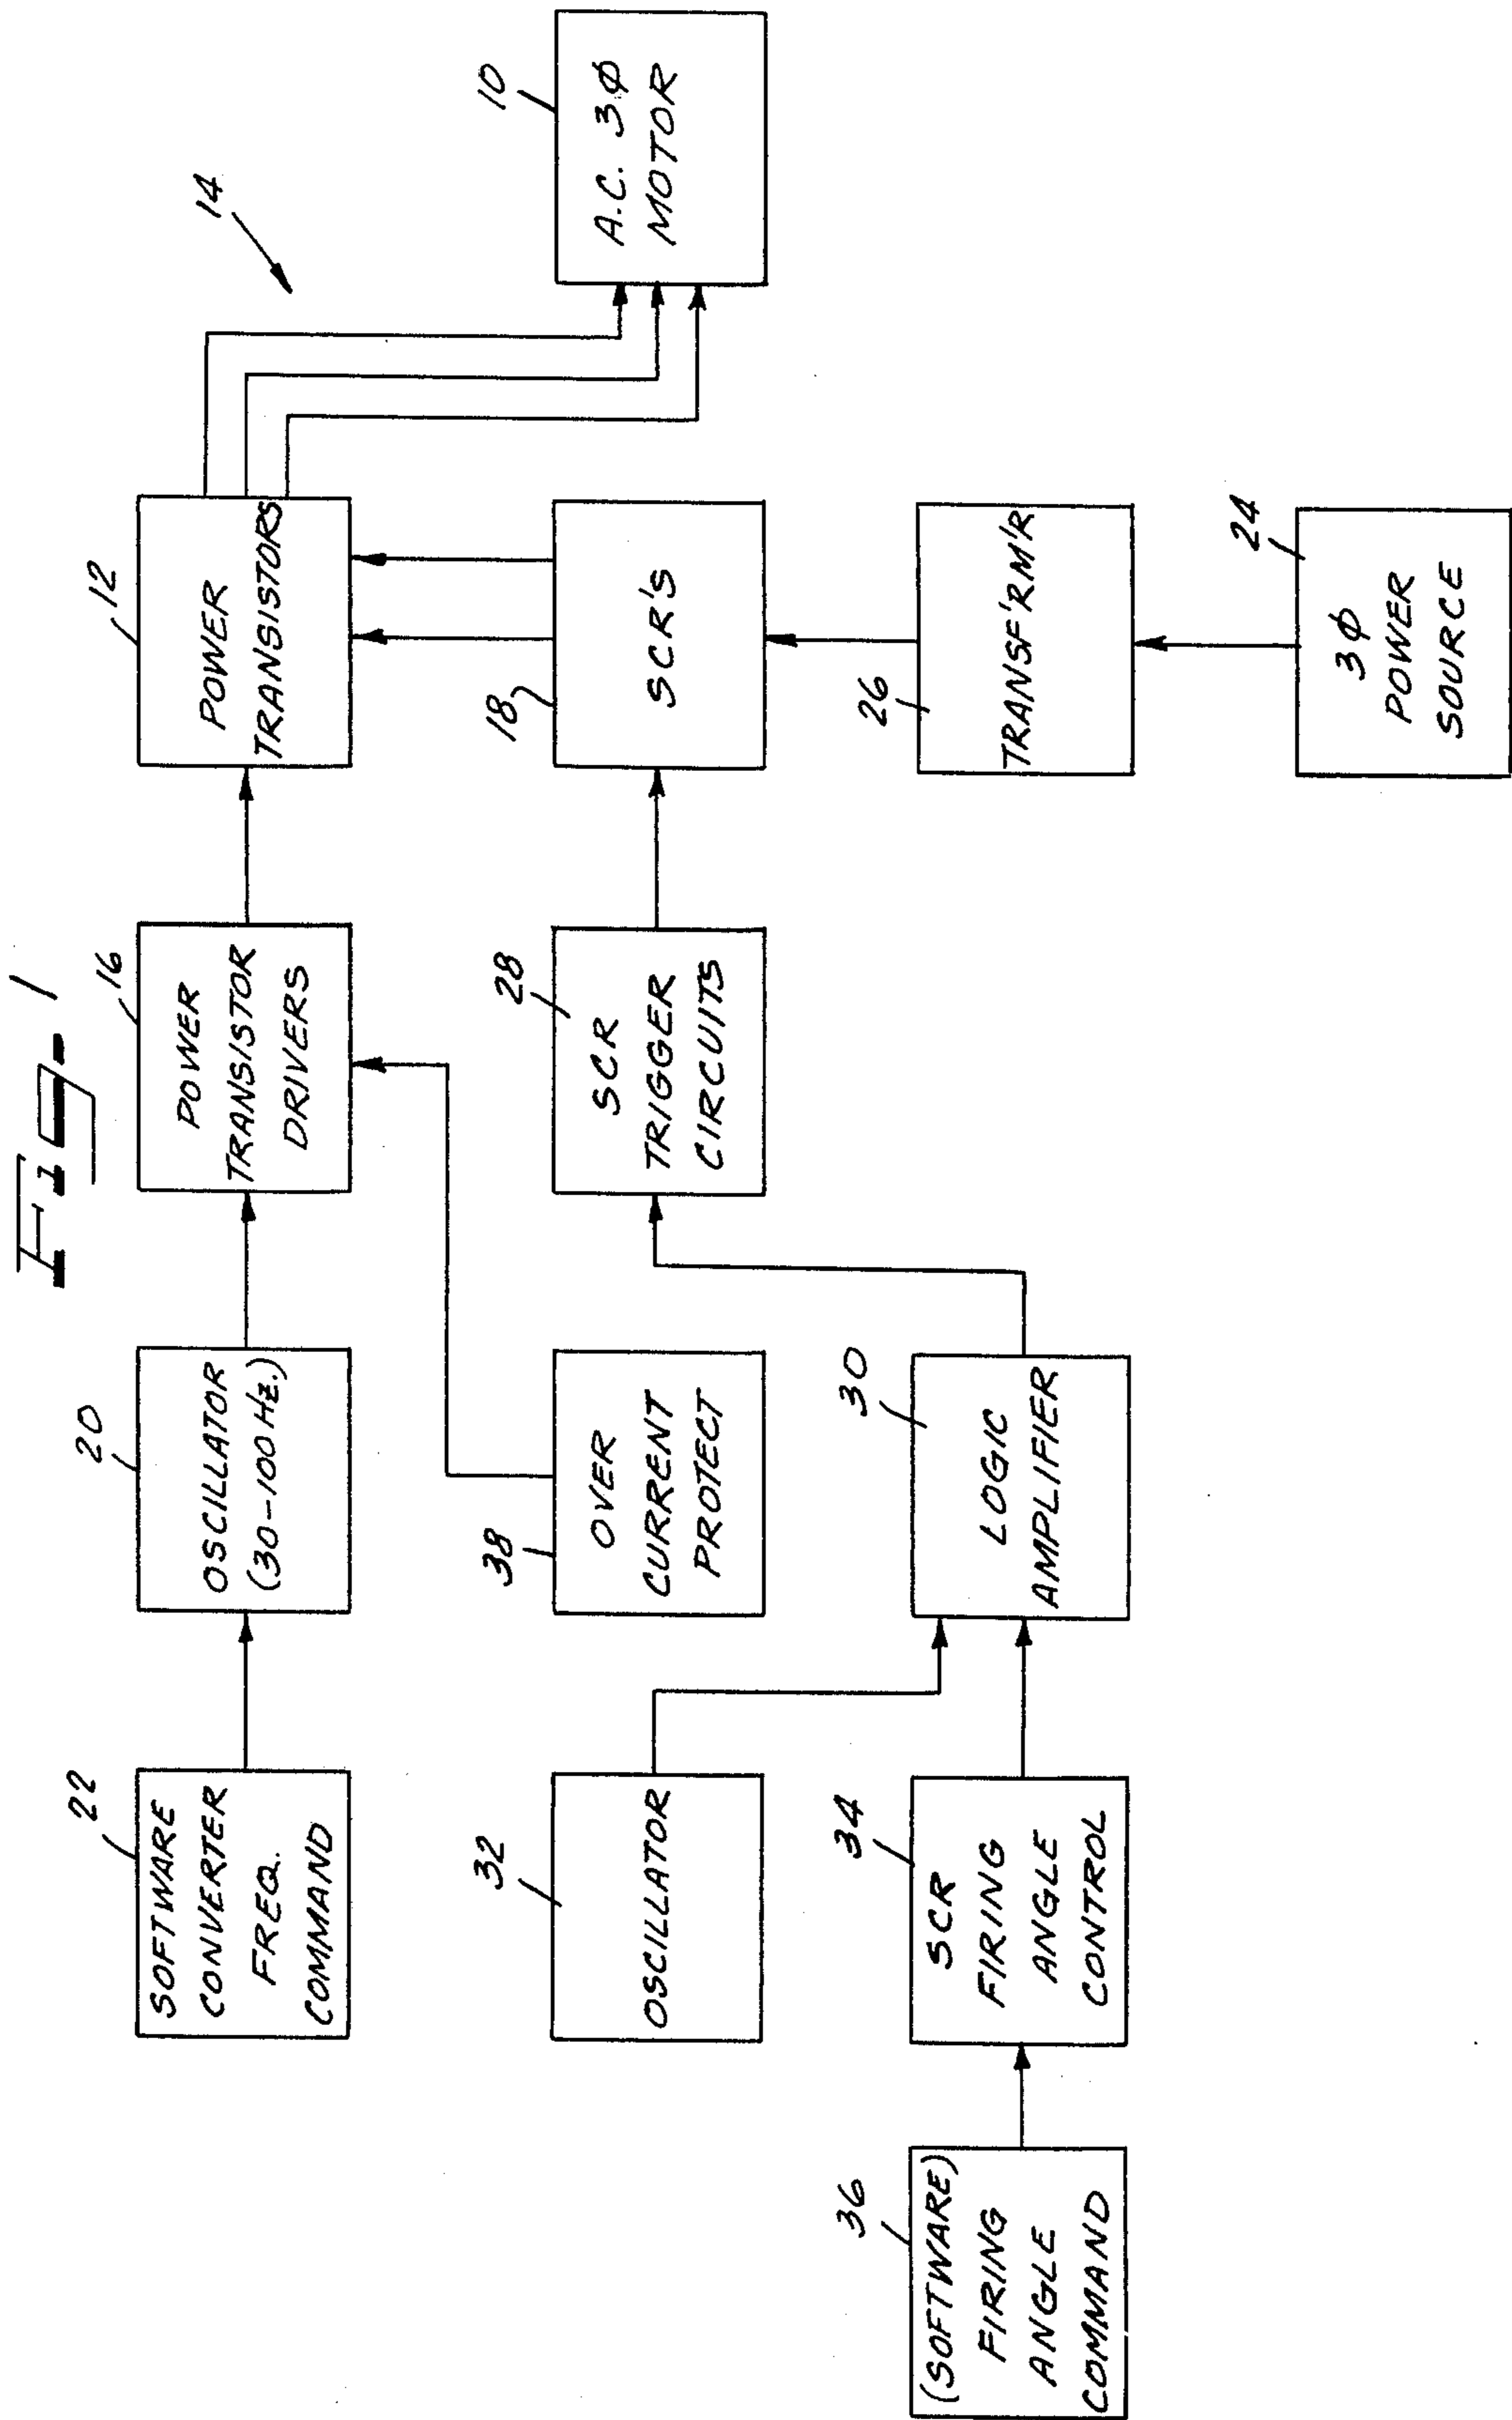 Fig-1
22
SOFTWARE
CONVERTER
FREQ.
COMMAND
20
OSCILLATOR
(30-100 Hz.)
16
POWER
TRANSISTOR
DRIVERS
12
POWER
TRANSISTORS
14
10
A.C. 3Ø
MOTOR
32
OSCILLATOR
38
OVER
CURRENT
PROTECT
28
SCR
TRIGGER
CIRCUITS
18
SCR'S
36
(SOFTWARE)
FIRING
ANGLE
COMMAND
34
SCR
FIRING
ANGLE
CONTROL
30
LOGIC
AMPLIFIER
26
TRANSF'RM'R
24
3Ø
POWER
SOURCE